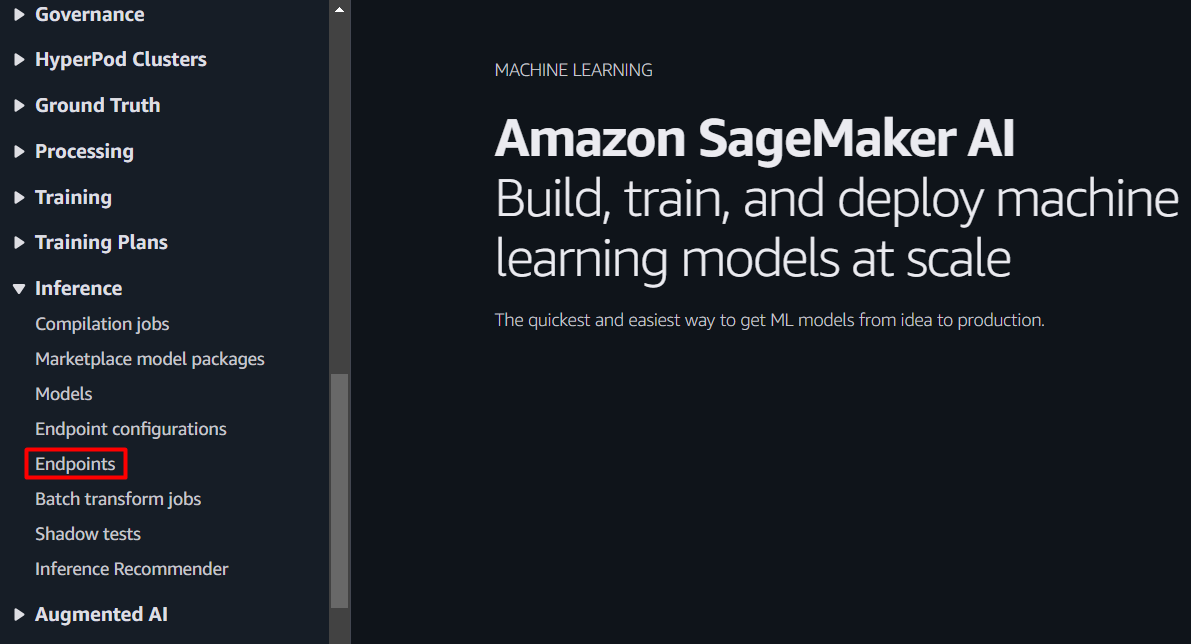 Governance
HyperPod Clusters
Ground Truth
Processing
Training
Training Plans
Inference
Compilation jobs
Marketplace model packages
Models
Endpoint configurations
Endpoints
Batch transform jobs
Shadow tests
Inference Recommender
Augmented AI
MACHINE LEARNING
Amazon SageMaker AI
Build, train, and deploy machine
learning models at scale
The quickest and easiest way to get ML models from idea to production.